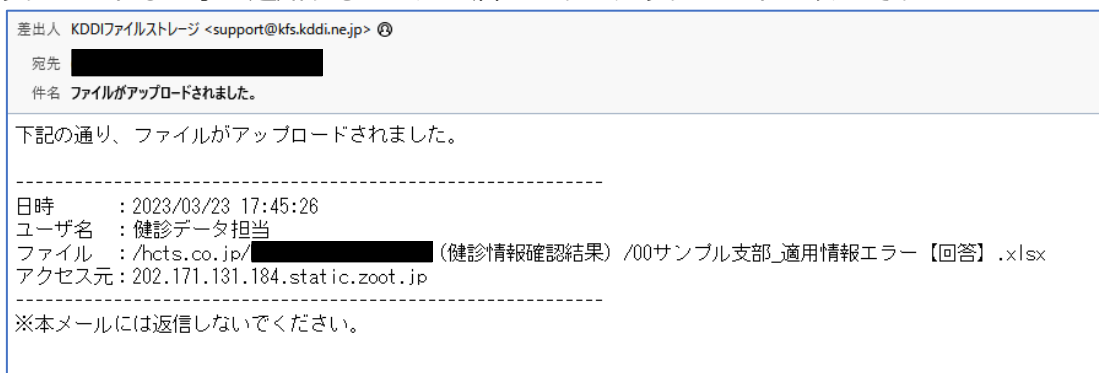 差出人 KDDIファイルストレージ <support@kfs.kddi.ne.jp>
宛先
件名 ファイルがアップロードされました。
下記の通り、ファイルがアップロードされました。
------------------------------------------------------------
日時 :2023/03/23 17:45:26
ユーザ名 :健診データ担当
ファイル :/hcts.co.jp/ (健診情報確認結果) /00サンプル支部_適用情報エラー【回答】.xlsx
アクセス元:202.171.131.184.static.zoot.jp
------------------------------------------------------------
※本メールには返信しないでください。